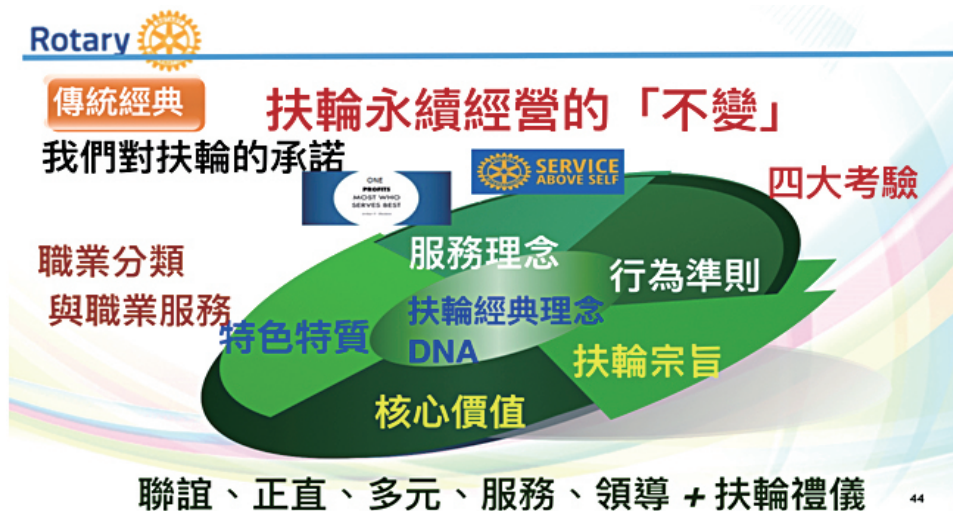 Rotary
傳統經典
扶輪永續經營的「不變」
我們對扶輪的承諾
ONE
PROFITS
MOST WHO
SERVES BEST
SERVICE
ABOVE SELF
四大考驗
職業分類
與職業服務
服務理念
行為準則
特色特質
扶輪經典理念
DNA
扶輪宗旨
核心價值
聯誼、正直、多元、服務、領導 + 扶輪禮儀
44